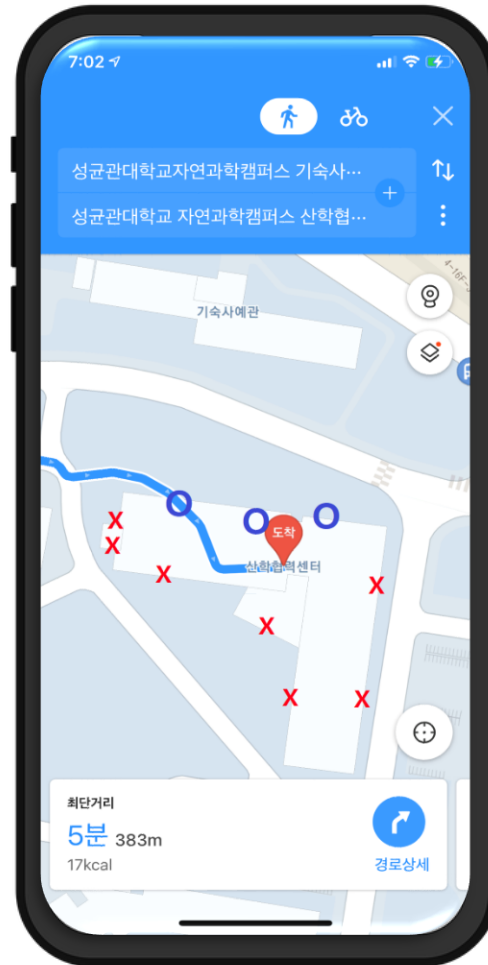 7:02
성균관대학교자연과학캠퍼스 기숙사…
성균관대학교 자연과학캠퍼스 산학협…
4-16F-
기숙사예관
O O O
도착
산학협력센터
X
X
X
X
X
X
X
최단거리
5분 383m
17kcal
경로상세